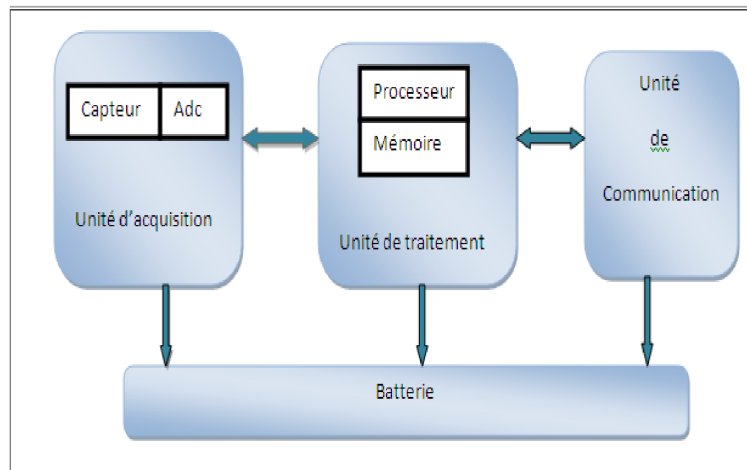 Capteur
Adc
Unité d'acquisition
Processeur
Mémoire
Unité de traitement
Unité
de
Communication
Batterie